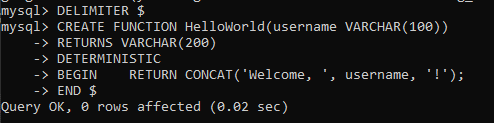 mysql> DELIMITER $
mysql> CREATE FUNCTION HelloWorld(username VARCHAR(100))
    -> RETURNS VARCHAR(200)
    -> DETERMINISTIC
    -> BEGIN    RETURN CONCAT('Welcome, ', username, '!');
    -> END $
Query OK, 0 rows affected (0.02 sec)